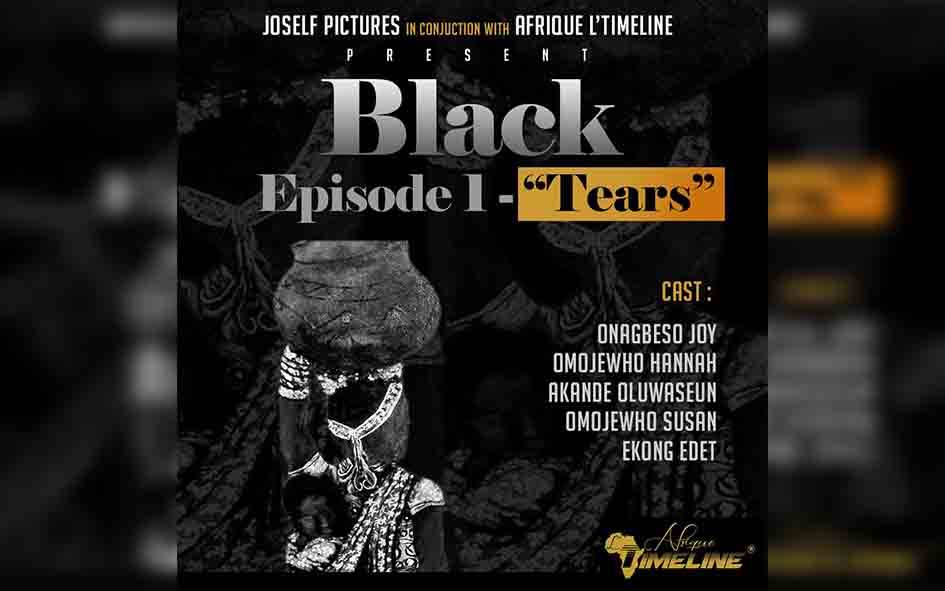 JOSELF PICTURES IN CONJUCTION WITH AFRIQUE L'TIMELINE
PRESENT
Black
Episode 1 - “Tears”
CAST :
ONAGBESO JOY
OMOJEWHO HANNAH
AKANDE OLUWASEUN
OMOJEWHO SUSAN
EKONG EDET
Afrique
TIMELINE®